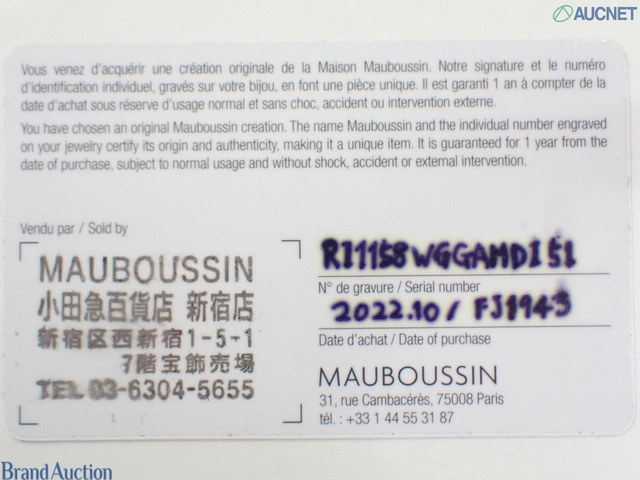 AUCNET
Vous venez d'acquérir une création originale de la Maison Mauboussin. Notre signature et le numéro
d'identification individuel, gravés sur votre bijou, en font une pièce unique. Il est garanti 1 an à compter de la
date d'achat sous réserve d'usage normal et sans choc, accident ou intervention externe.
You have chosen an original Mauboussin creation. The name Mauboussin and the individual number engraved
on your jewelry certify its origin and authenticity, making it a unique item. It is guaranteed for 1 year from the
date of purchase, subject to normal usage and without shock, accident or external intervention.
Vendu par / Sold by
MAUBOUSSIN
小田急百貨店 新宿店
新宿区西新宿1-5-1
7階宝飾売場
TEL 03-6304-5655
RI1158WGGAMDI51
N° de gravure / Serial number
2022.10 / FJ1943
Date d'achat / Date of purchase
MAUBOUSSIN
31, rue Cambacérès, 75008 Paris
tél. : +33 1 44 55 31 87
Brand Auction